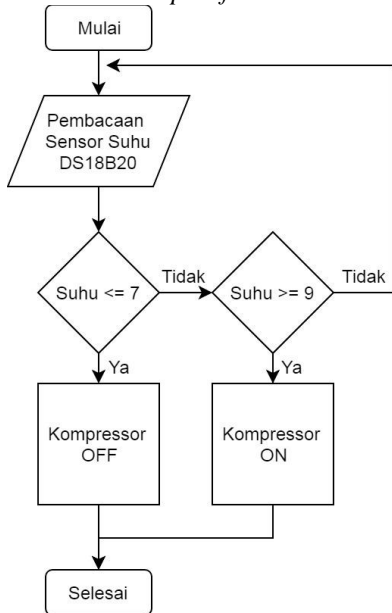 Mulai
Pembacaan
Sensor Suhu
DS18B20
Suhu <= 7
Tidak
Suhu >= 9
Tidak
Ya
Ya
Kompressor
OFF
Kompressor
ON
Selesai